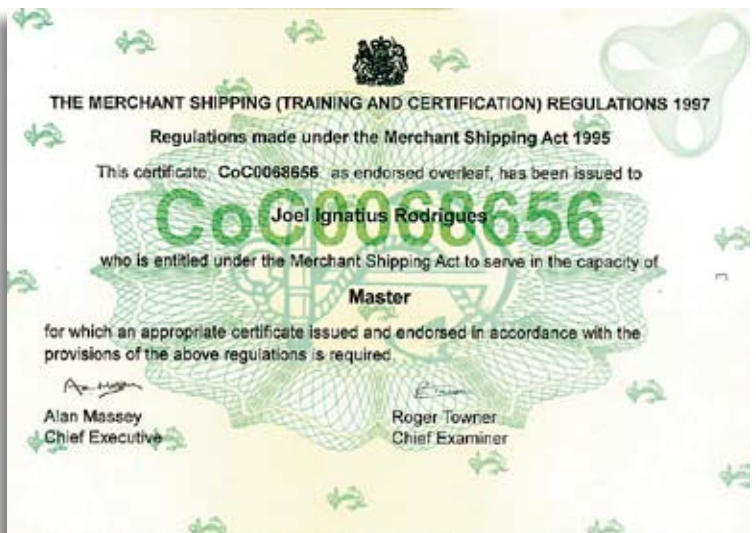 THE MERCHANT SHIPPING (TRAINING AND CERTIFICATION) REGULATIONS 1997
Regulations made under the Merchant Shipping Act 1995
This certificate, CoC0068656 as endorsed overleaf, has been issued to
Joel Ignatius Rodrigues
CoC0068656
who is entitled under the Merchant Shipping Act to serve in the capacity of
Master
for which an appropriate certificate issued and endorsed in accordance with the
provisions of the above regulations is required.
Alan Massey
Chief Executive
Roger Towner
Chief Examiner